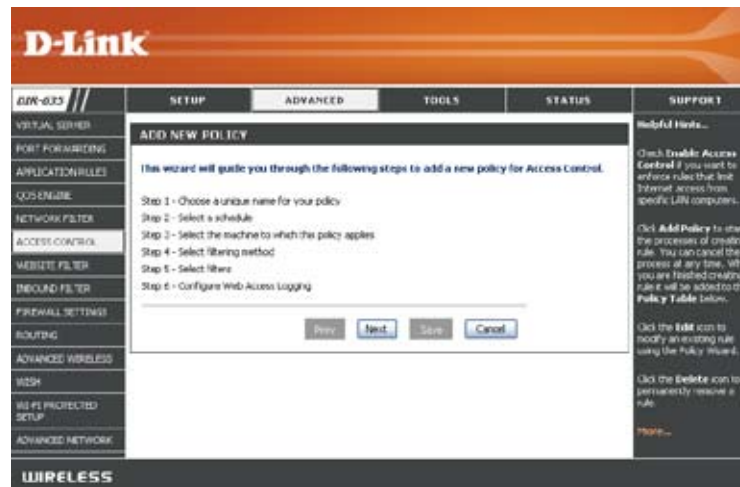 D-Link
DIR-635
SETUP
ADVANCED
TOOLS
STATUS
SUPPORT
VIRTUAL SERVER
PORT FORWARDING
APPLICATION RULES
QOS ENGINE
NETWORK FILTER
ACCESS CONTROL
WEBSITE FILTER
INBOUND FILTER
FIREWALL SETTINGS
ROUTING
ADVANCED WIRELESS
WISH
WI-FI PROTECTED
SETUP
ADVANCED NETWORK
ADD NEW POLICY
This wizard will guide you through the following steps to add a new policy for Access Control.
Step 1 - Choose a unique name for your policy
Step 2 - Select a schedule
Step 3 - Select the machine to which this policy applies
Step 4 - Select filtering method
Step 5 - Select filters
Step 6 - Configure Web Access Logging
Prev
Next
Save
Cancel
Helpful Hints...
Check Enable Access
Control if you want to
enforce rules that limit
Internet access from
specific LAN computers.
Click Add Policy to
the processes of
rule. You can cancel the
process at any time.
you are finished
rule it will be added to
Policy Table below.
Click the Edit icon to
modify an existing rule
using the Policy Wizard.
Click the Delete icon to
permanently remove a
rule.
More...
WIRELESS